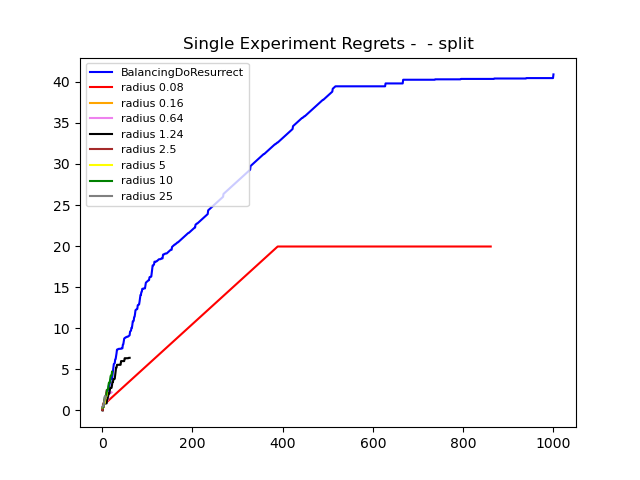 Single Experiment Regrets -  - split
BalancingDoResurrect
radius 0.08
radius 0.16
radius 0.64
radius 1.24
radius 2.5
radius 5
radius 10
radius 25
40
35
30
25
20
15
10
5
0
0 200 400 600 800 1000